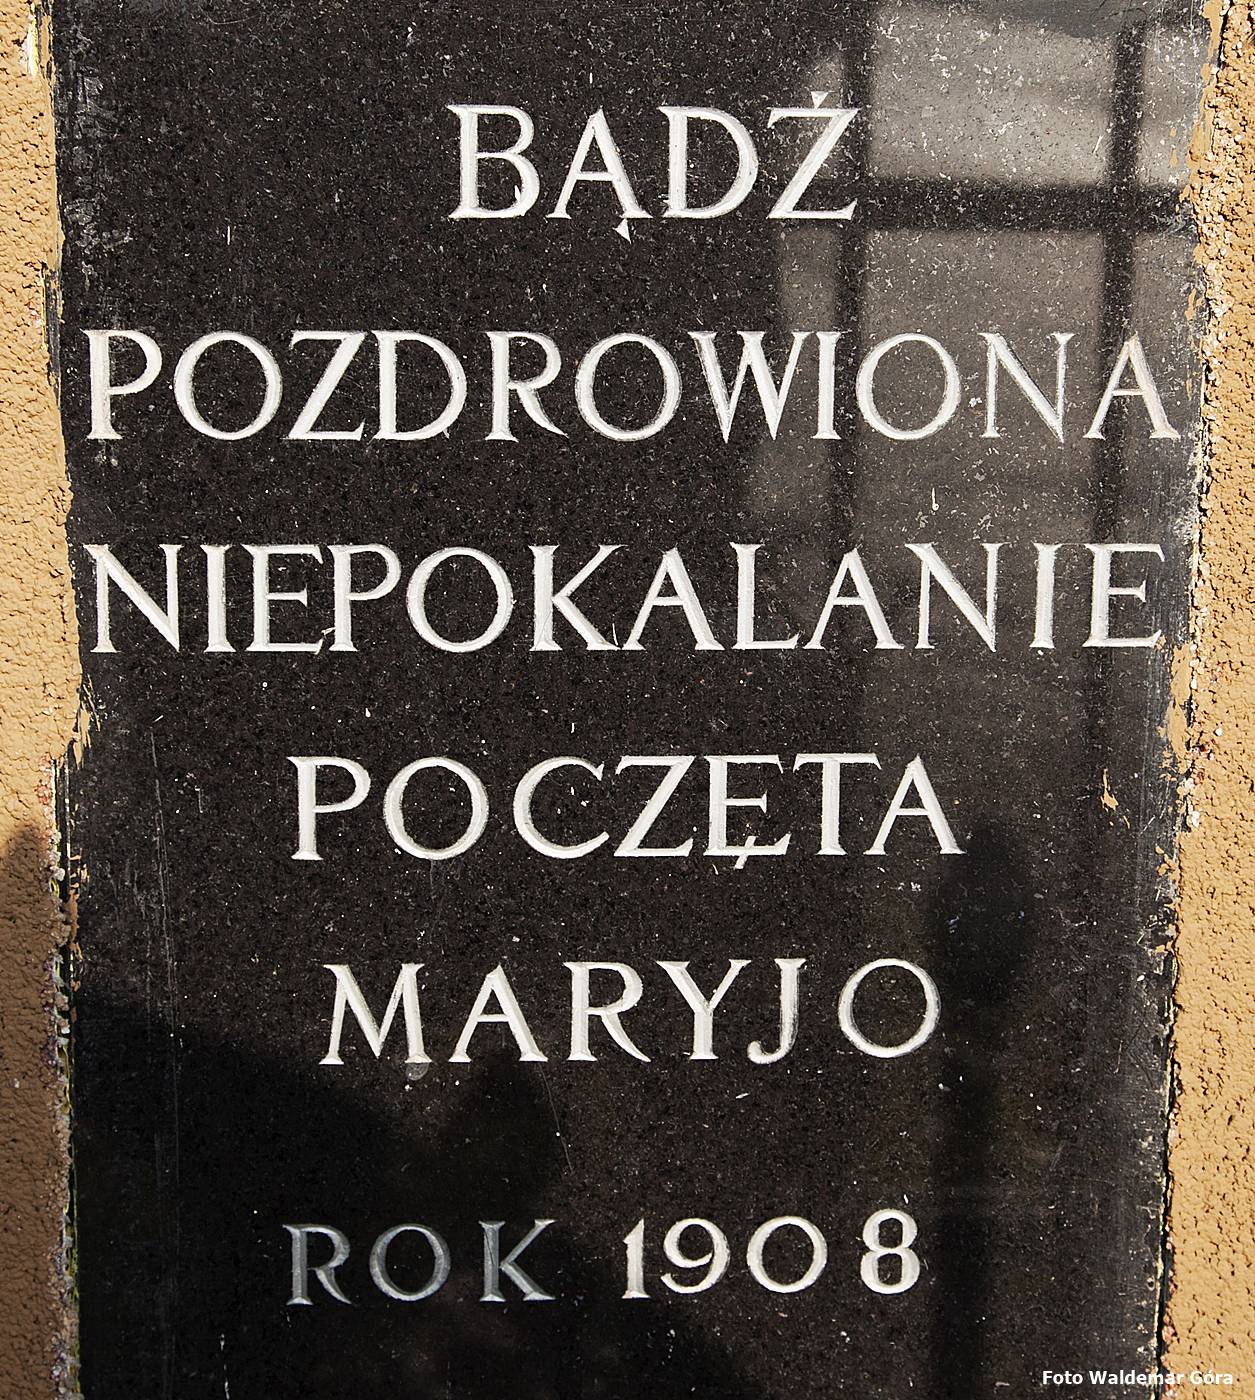 BĄDŹ
POZDROWIONA
NIEPOKALANIE
POCZĘTA
MARYJO
ROK 1908
Foto Waldemar Góra